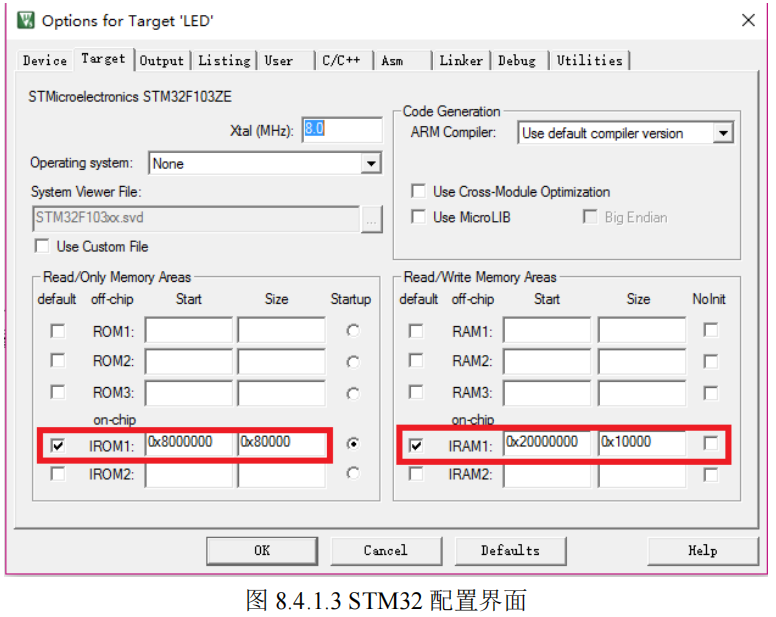 Options for Target 'LED'
Device Target Output Listing User C/C++ Asm Linker Debug Utilities
STMicroelectronics STM32F103ZE
Xtal (MHz): 8.0
Operating system: None
System Viewer File:
STM32F103xx.svd ...
Use Custom File
Code Generation
ARM Compiler: Use default compiler version
Use Cross-Module Optimization
Use MicroLIB Big Endian
Read/Only Memory Areas
default off-chip Start Size Startup
ROM1:
ROM2:
ROM3:
on-chip
IROM1: 0x8000000 0x80000
IROM2:
Read/Write Memory Areas
default off-chip Start Size NoInit
RAM1:
RAM2:
RAM3:
on-chip
IRAM1: 0x20000000 0x10000
IRAM2:
OK Cancel Defaults Help
图 8.4.1.3 STM32 配置界面